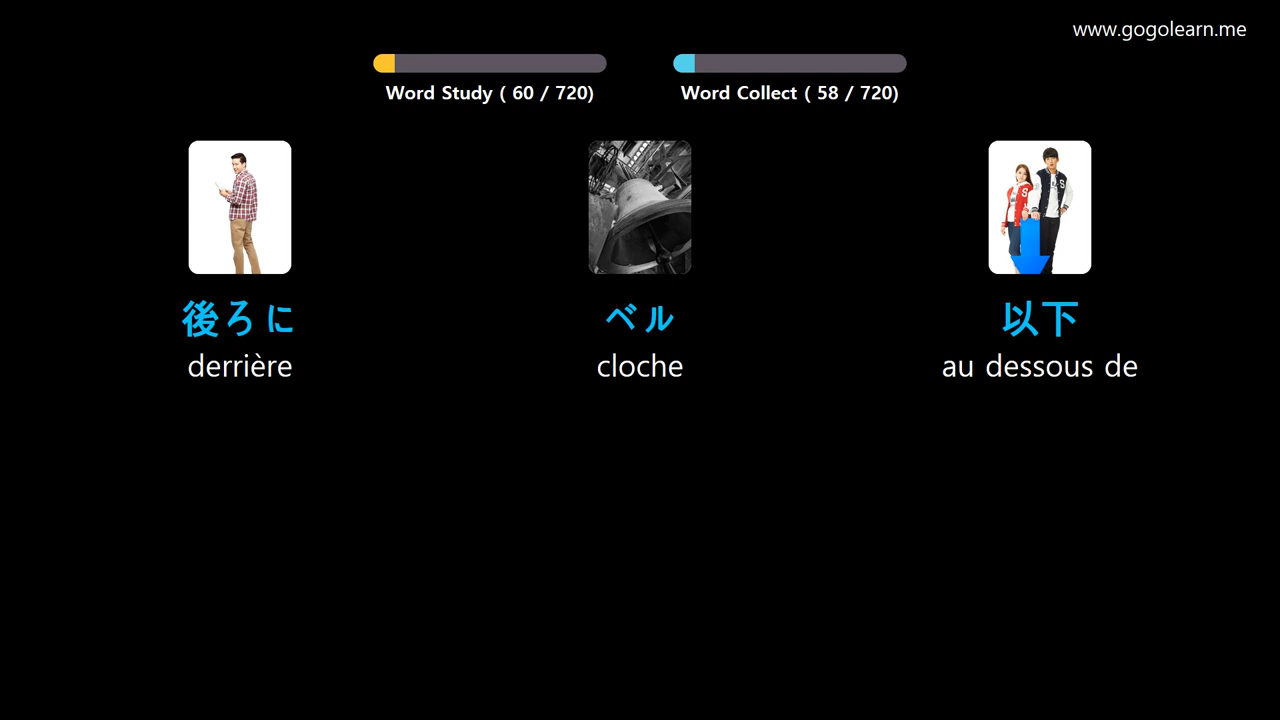 www.gogolearn.me
Word Study ( 60 / 720)
Word Collect ( 58 / 720)
後ろに
ベル
以下
derrière
cloche
au dessous de